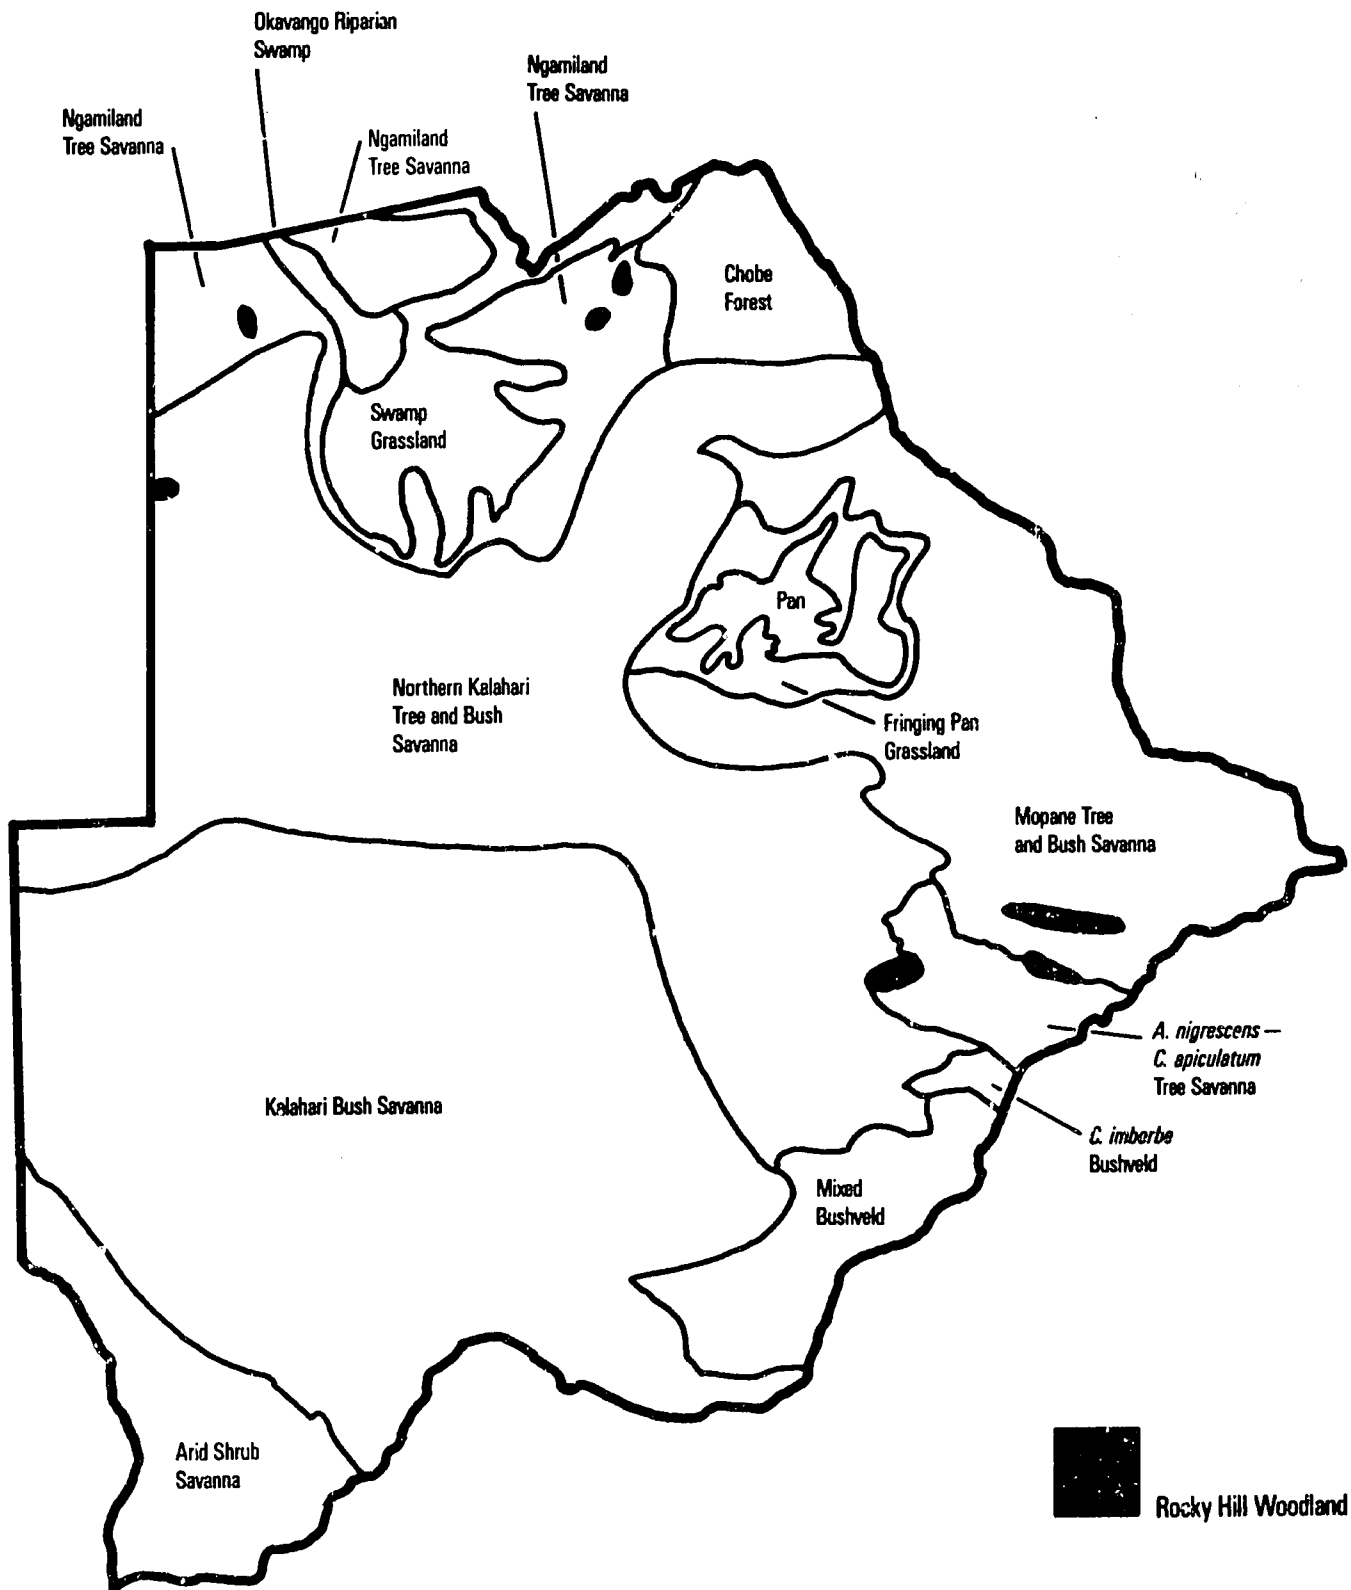 Okavango Riparian
Swamp
Ngamiland
Tree Savanna
Ngamiland
Tree Savanna
Ngamiland
Tree Savanna
Chobe
Forest
Swamp
Grassland
Pan
Northern Kalahari
Tree and Bush
Savanna
Fringing Pan
Grassland
Mopane Tree
and Bush Savanna
A. nigrescens —
C. apiculatum
Tree Savanna
Kalahari Bush Savanna
C. imberbe
Bushveld
Mixed
Bushveld
Arid Shrub
Savanna
Rocky Hill Woodland